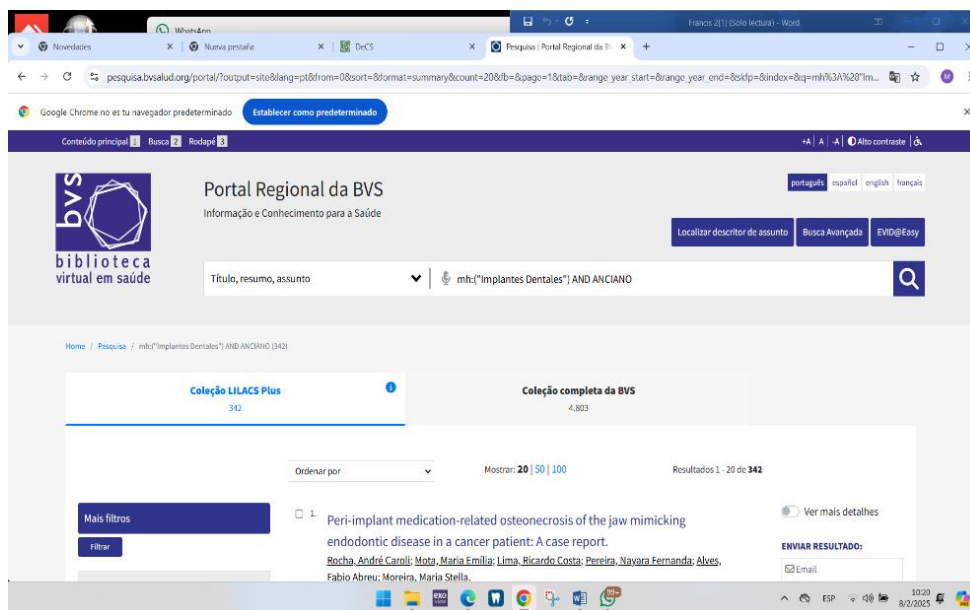 WhatsApp
Francis 2[1] (Solo lectura) - Word
Novedades
Nueva pestaña
DeCS
Pesquisa | Portal Regional da B
pesquisa.bvsalud.org/portal/?output=site&lang=pt&from=0&sort=&format=summary&count=20&fb=&page=1&tab=&range_year_start=&range_year_end=&skfp=&index=&q=mh%3A%28"Im...
M
Google Chrome no es tu navegador predeterminado
Establecer como predeterminado
Conteúdo principal 1 Busca 2 Rodapé 3
+A | A | -A | Alto contraste |
bvs
biblioteca
virtual em saúde
Portal Regional da BVS
Informação e Conhecimento para a Saúde
português español english français
Localizar descritor de assunto
Busca Avançada
EVID@Easy
Título, resumo, assunto
mh:("Implantes Dentales") AND ANCIANO
Home / Pesquisa / mh:("Implantes Dentales") AND ANCIANO (342)
Coleção LILACS Plus
342
Coleção completa da BVS
4.803
Ordenar por
Mostrar: 20 | 50 | 100
Resultados 1 - 20 de 342
Mais filtros
Filtrar
1.
Peri-implant medication-related osteonecrosis of the jaw mimicking
endodontic disease in a cancer patient: A case report.
Rocha, André Caroli; Mota, Maria Emília; Lima, Ricardo Costa; Pereira, Nayara Fernanda; Alves,
Fabio Abreu; Moreira, Maria Stella.
Ver mais detalhes
ENVIAR RESULTADO:
Email
99+
ESP
10:20
8/2/2025